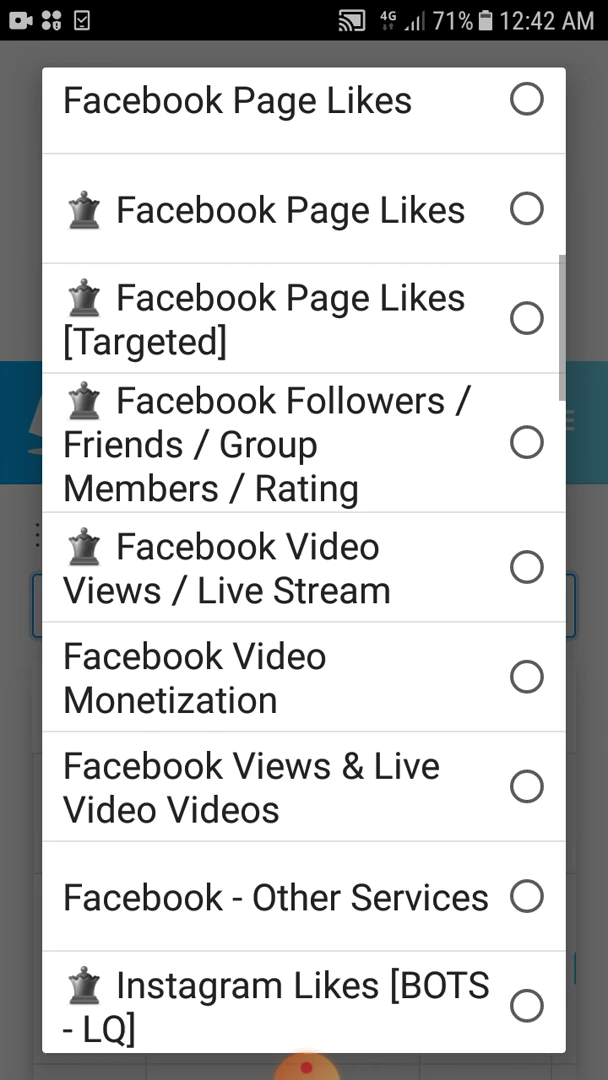 4G 71% 12:42 AM
Facebook Page Likes
Facebook Page Likes
Facebook Page Likes
[Targeted]
Facebook Followers /
Friends / Group
Members / Rating
Facebook Video
Views / Live Stream
Facebook Video
Monetization
Facebook Views & Live
Video Videos
Facebook - Other Services
Instagram Likes [BOTS
- LQ]